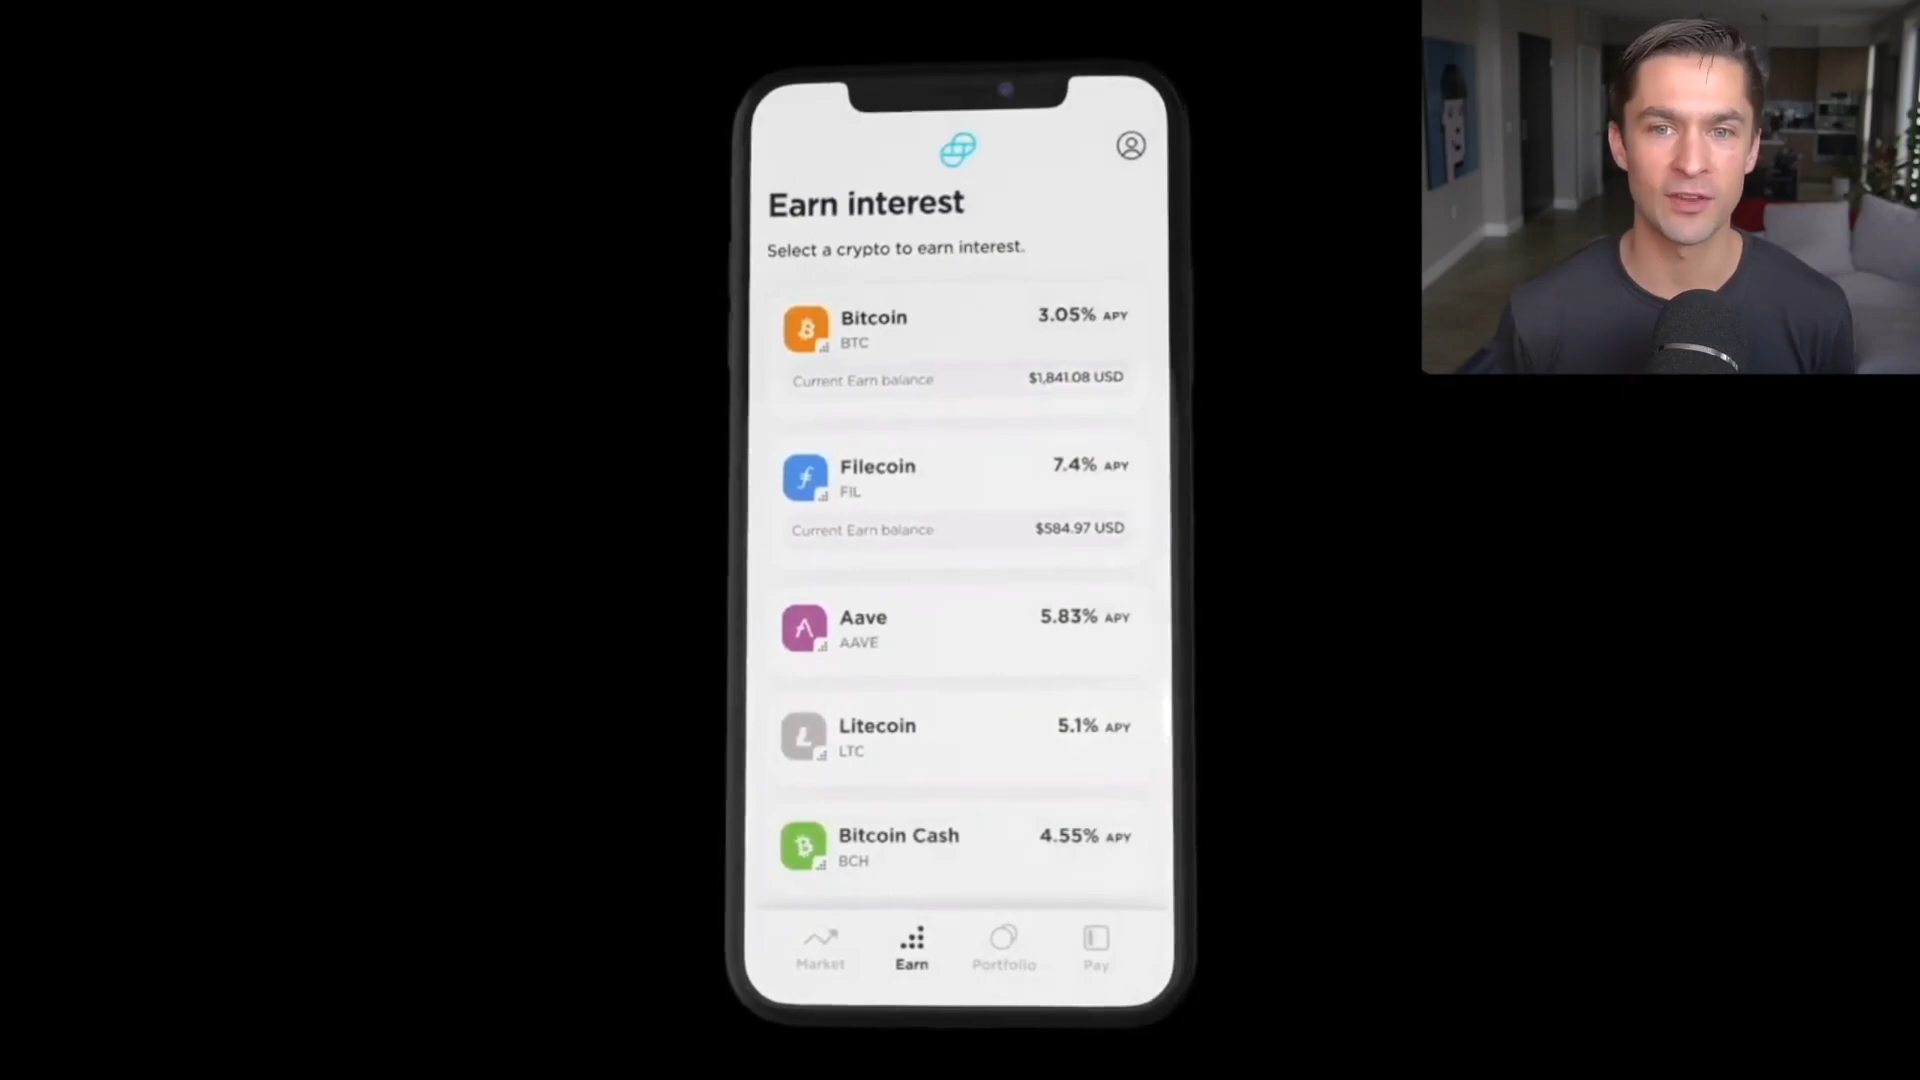 Earn interest
Select a crypto to earn interest.
Bitcoin 3.05% APY
BTC
Current Earn balance $1,841.08 USD
Filecoin 7.4% APY
FIL
Current Earn balance $584.97 USD
Aave 5.83% APY
AAVE
Litecoin 5.1% APY
LTC
Bitcoin Cash 4.55% APY
BCH
Market Earn Portfolio Pay